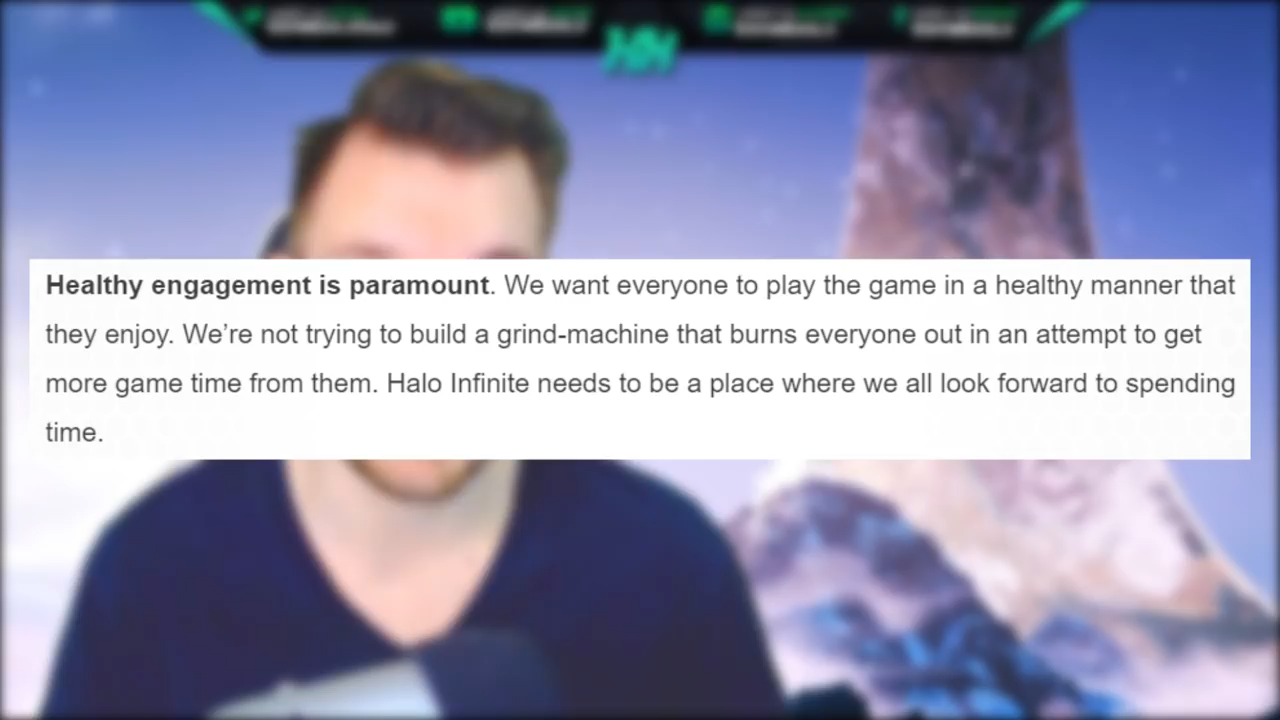 Healthy engagement is paramount. We want everyone to play the game in a healthy manner that
they enjoy. We’re not trying to build a grind-machine that burns everyone out in an attempt to get
more game time from them. Halo Infinite needs to be a place where we all look forward to spending
time.